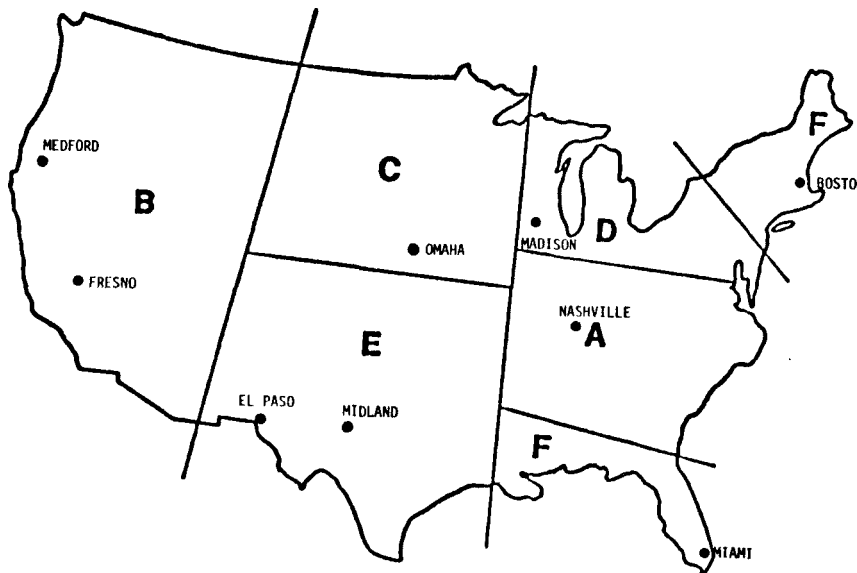 F
MEDFORD
C
BOSTO
B
MADISON
D
OMAHA
FRESNO
NASHVILLE
A
E
EL PASO
MIDLAND
F
MIAMI